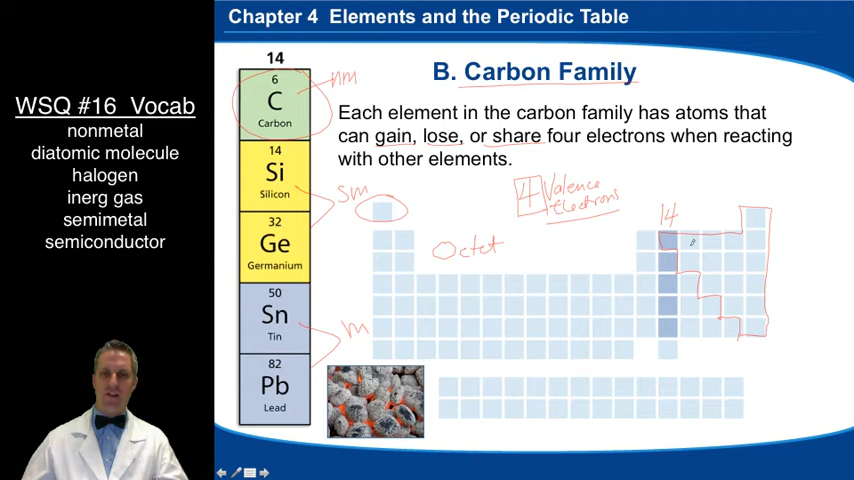 Chapter 4 Elements and the Periodic Table
WSQ #16 Vocab
nonmetal
diatomic molecule
halogen
inerg gas
semimetal
semiconductor
14
6
C
Carbon
14
Si
Silicon
32
Ge
Germanium
50
Sn
Tin
82
Pb
Lead
nm
sm
m
B. Carbon Family
Each element in the carbon family has atoms that
can gain, lose, or share four electrons when reacting
with other elements.
4 Valence
Electrons
14
Octet